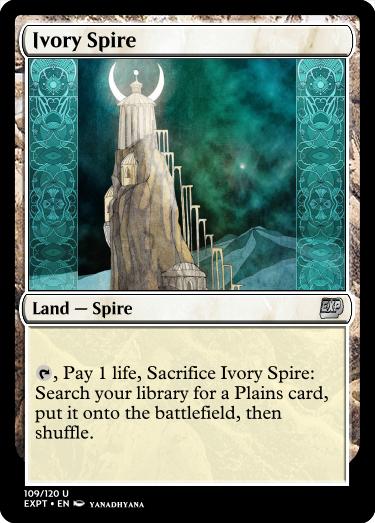 Ivory Spire
Land — Spire
EXP
, Pay 1 life, Sacrifice Ivory Spire:
Search your library for a Plains card,
put it onto the battlefield, then
shuffle.
109/120 U
EXPT • EN YANADHYANA